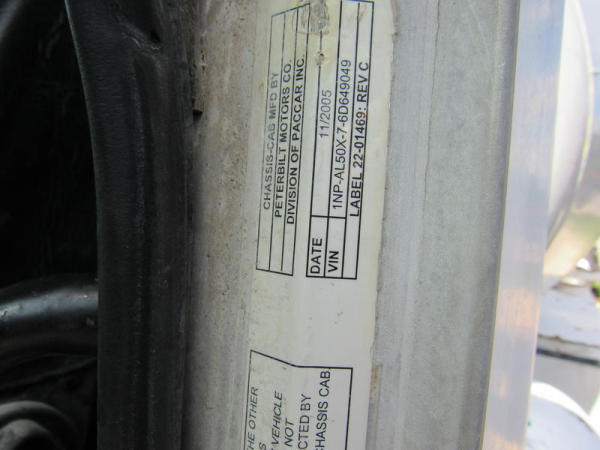 CHASSIS-CAB MFD BY
PETERBILT MOTORS CO.
DIVISION OF PACCAR INC.
DATE 11/2005
VIN 1NP-AL50X-7-6D649049
LABEL 22-01469: REV C
HE OTHER
S
VEHICLE
NOT
CTED BY
CHASSIS CAB